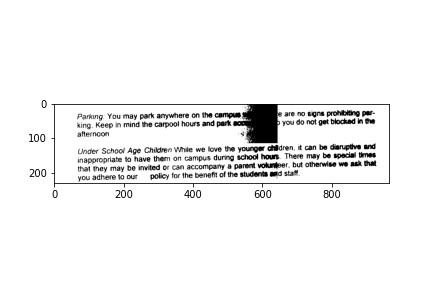 0
Parking: You may park anywhere on the campus e are no signs prohibiting par-
king. Keep in mind the carpool hours and park you do not get blocked in the
afternoon
100
Under School Age Children While we love the younger children, it can be disruptive and
inappropriate to have them on campus during school hours. There may be special times
that they may be invited or can accompany a parent volunteer, but otherwise we ask that
200
you adhere to our policy for the benefit of the students and staff.
0 200 400 600 800